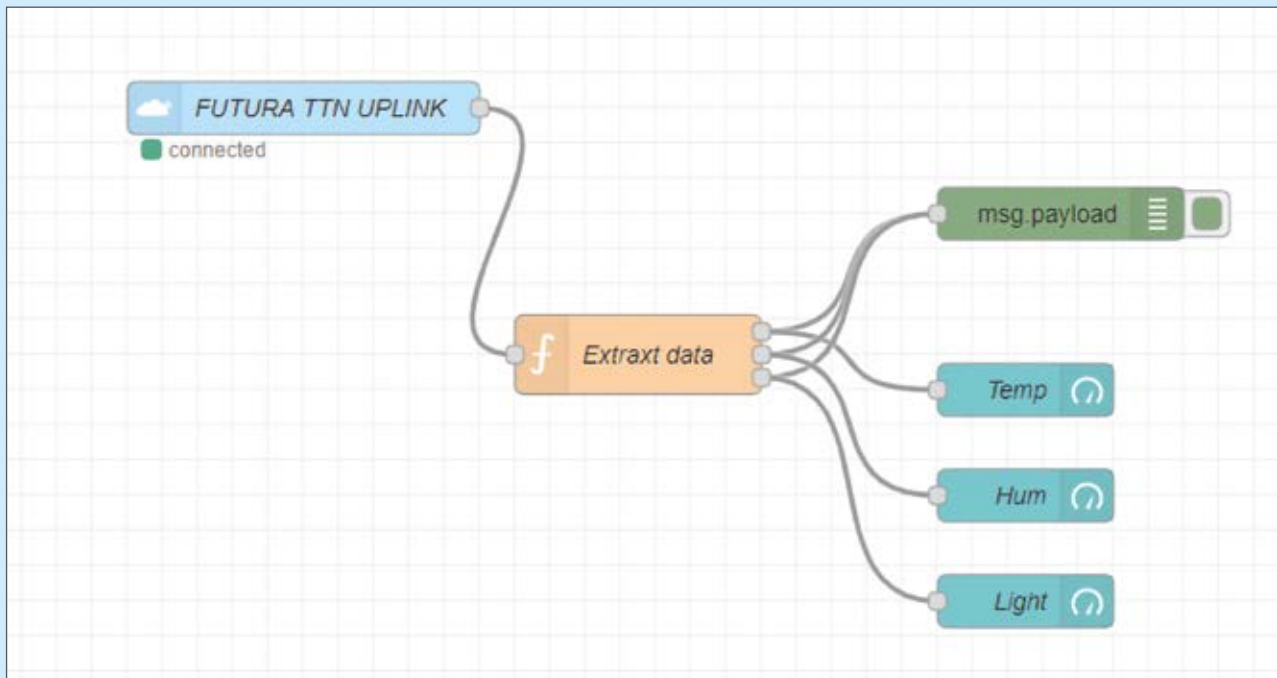 FUTURA TTN UPLINK
connected
msg.payload
Extraxt data
Temp
Hum
Light